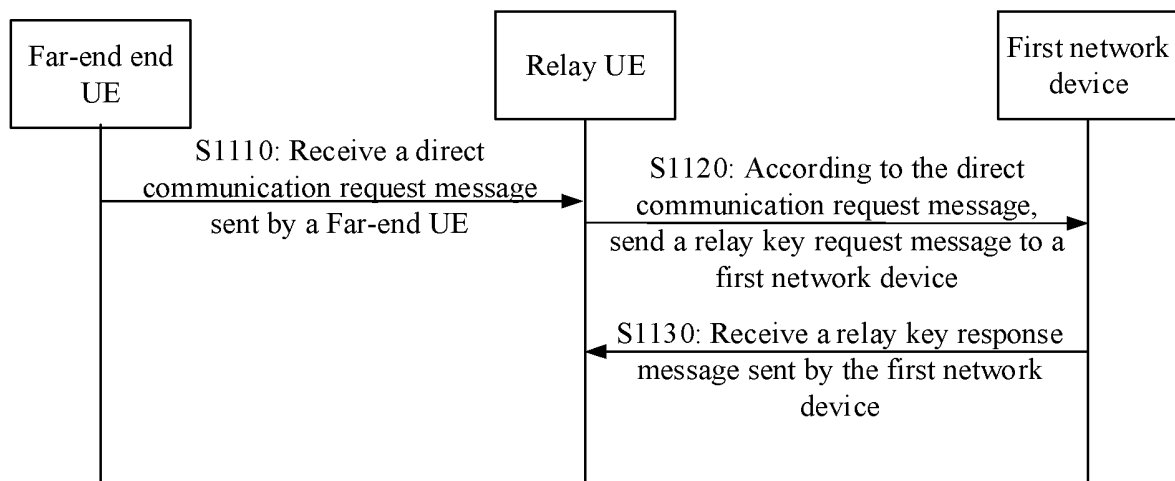 Far-end end
UE
Relay UE
First network
device
S1110: Receive a direct
communication request message
sent by a Far-end UE
S1120: According to the direct
communication request message,
send a relay key request message to a
first network device
S1130: Receive a relay key response
message sent by the first network
device